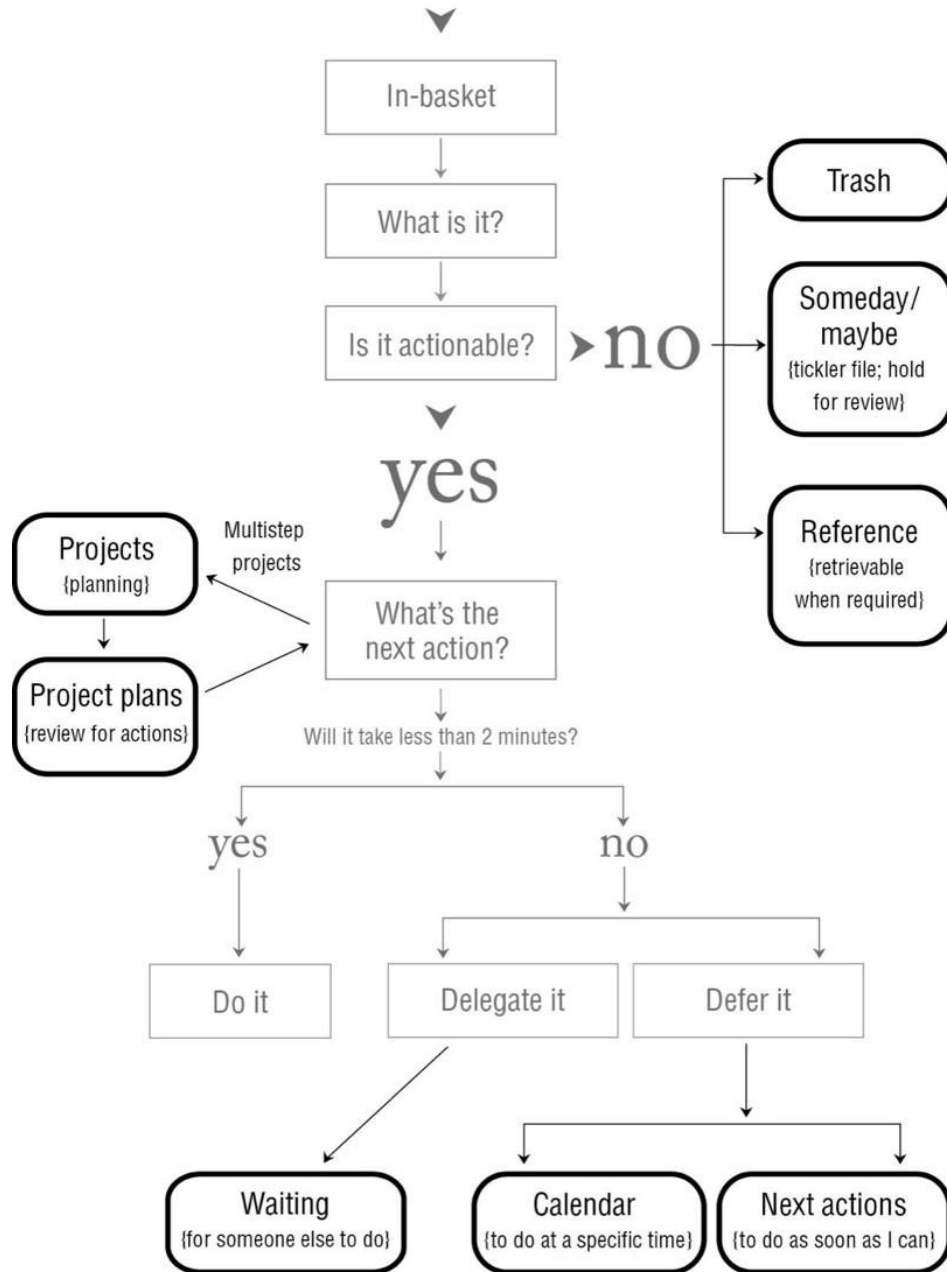 In-basket
What is it?
Is it actionable?
no
Trash
Someday/
maybe
{tickler file; hold
for review}
Reference
{retrievable
when required}
yes
Multistep
projects
Projects
{planning}
Project plans
{review for actions}
What's the
next action?
Will it take less than 2 minutes?
yes
no
Do it
Delegate it
Defer it
Waiting
{for someone else to do}
Calendar
{to do at a specific time}
Next actions
{to do as soon as I can}